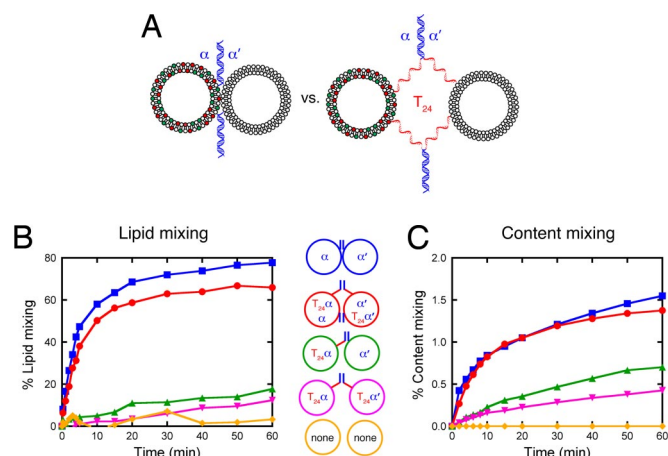 A
α α′
α α′
vs.
T24
B Lipid mixing
C Content mixing
% Lipid mixing
80
60
40
20
0
0 10 20 30 40 50 60
Time (min)
α α′
T24α α′
α T24α′
T24α α′
T24α T24α′
none none
% Content mixing
2.0
1.5
1.0
0.5
0.0
0 10 20 30 40 50 60
Time (min)